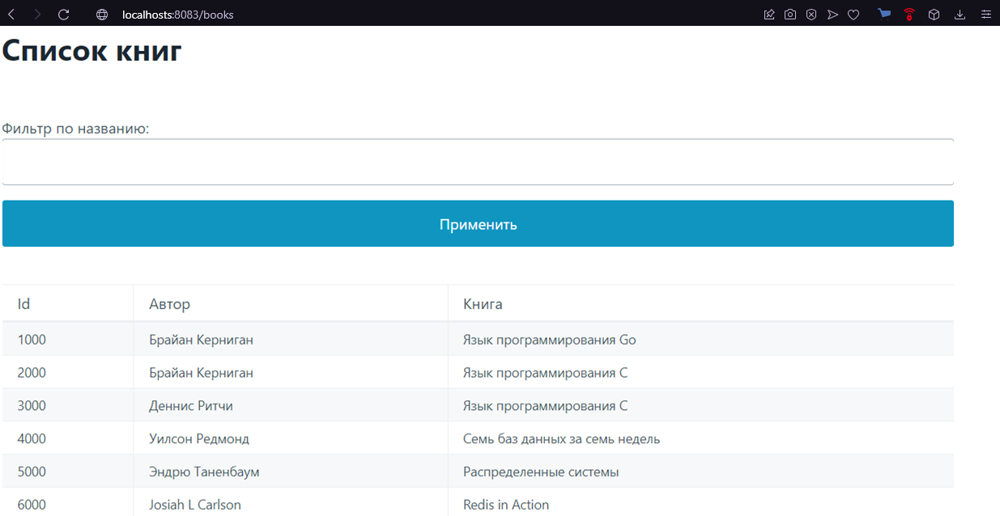 localhosts:8083/books
Список книг
Фильтр по названию:
Применить
Id Автор Книга
1000 Брайан Керниган Язык программирования Go
2000 Брайан Керниган Язык программирования C
3000 Деннис Ритчи Язык программирования C
4000 Уилсон Редмонд Семь баз данных за семь недель
5000 Эндрю Таненбаум Распределенные системы
6000 Josiah L Carlson Redis in Action